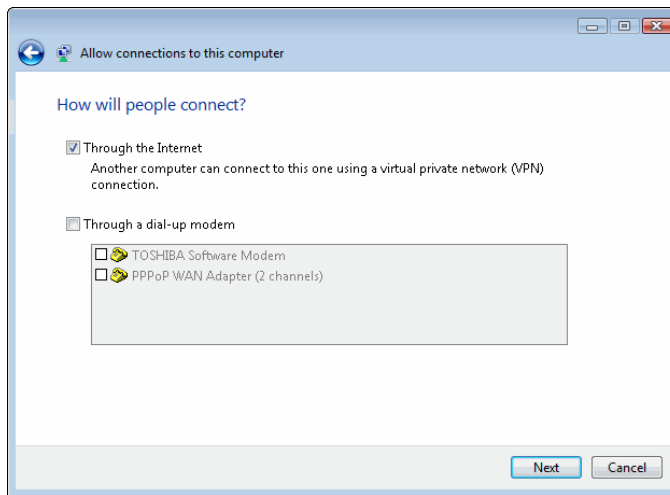 Allow connections to this computer
How will people connect?
Through the Internet
Another computer can connect to this one using a virtual private network (VPN)
connection.
Through a dial-up modem
TOSHIBA Software Modem
PPPoP WAN Adapter (2 channels)
Next
Cancel